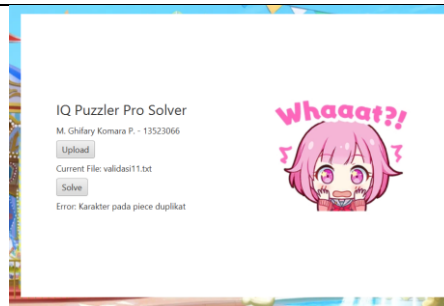 IQ Puzzler Pro Solver
M. Ghifary Komara P. - 13523066
Upload
Current File: validasi11.txt
Solve
Error: Karakter pada piece duplikat
Whaaat?!